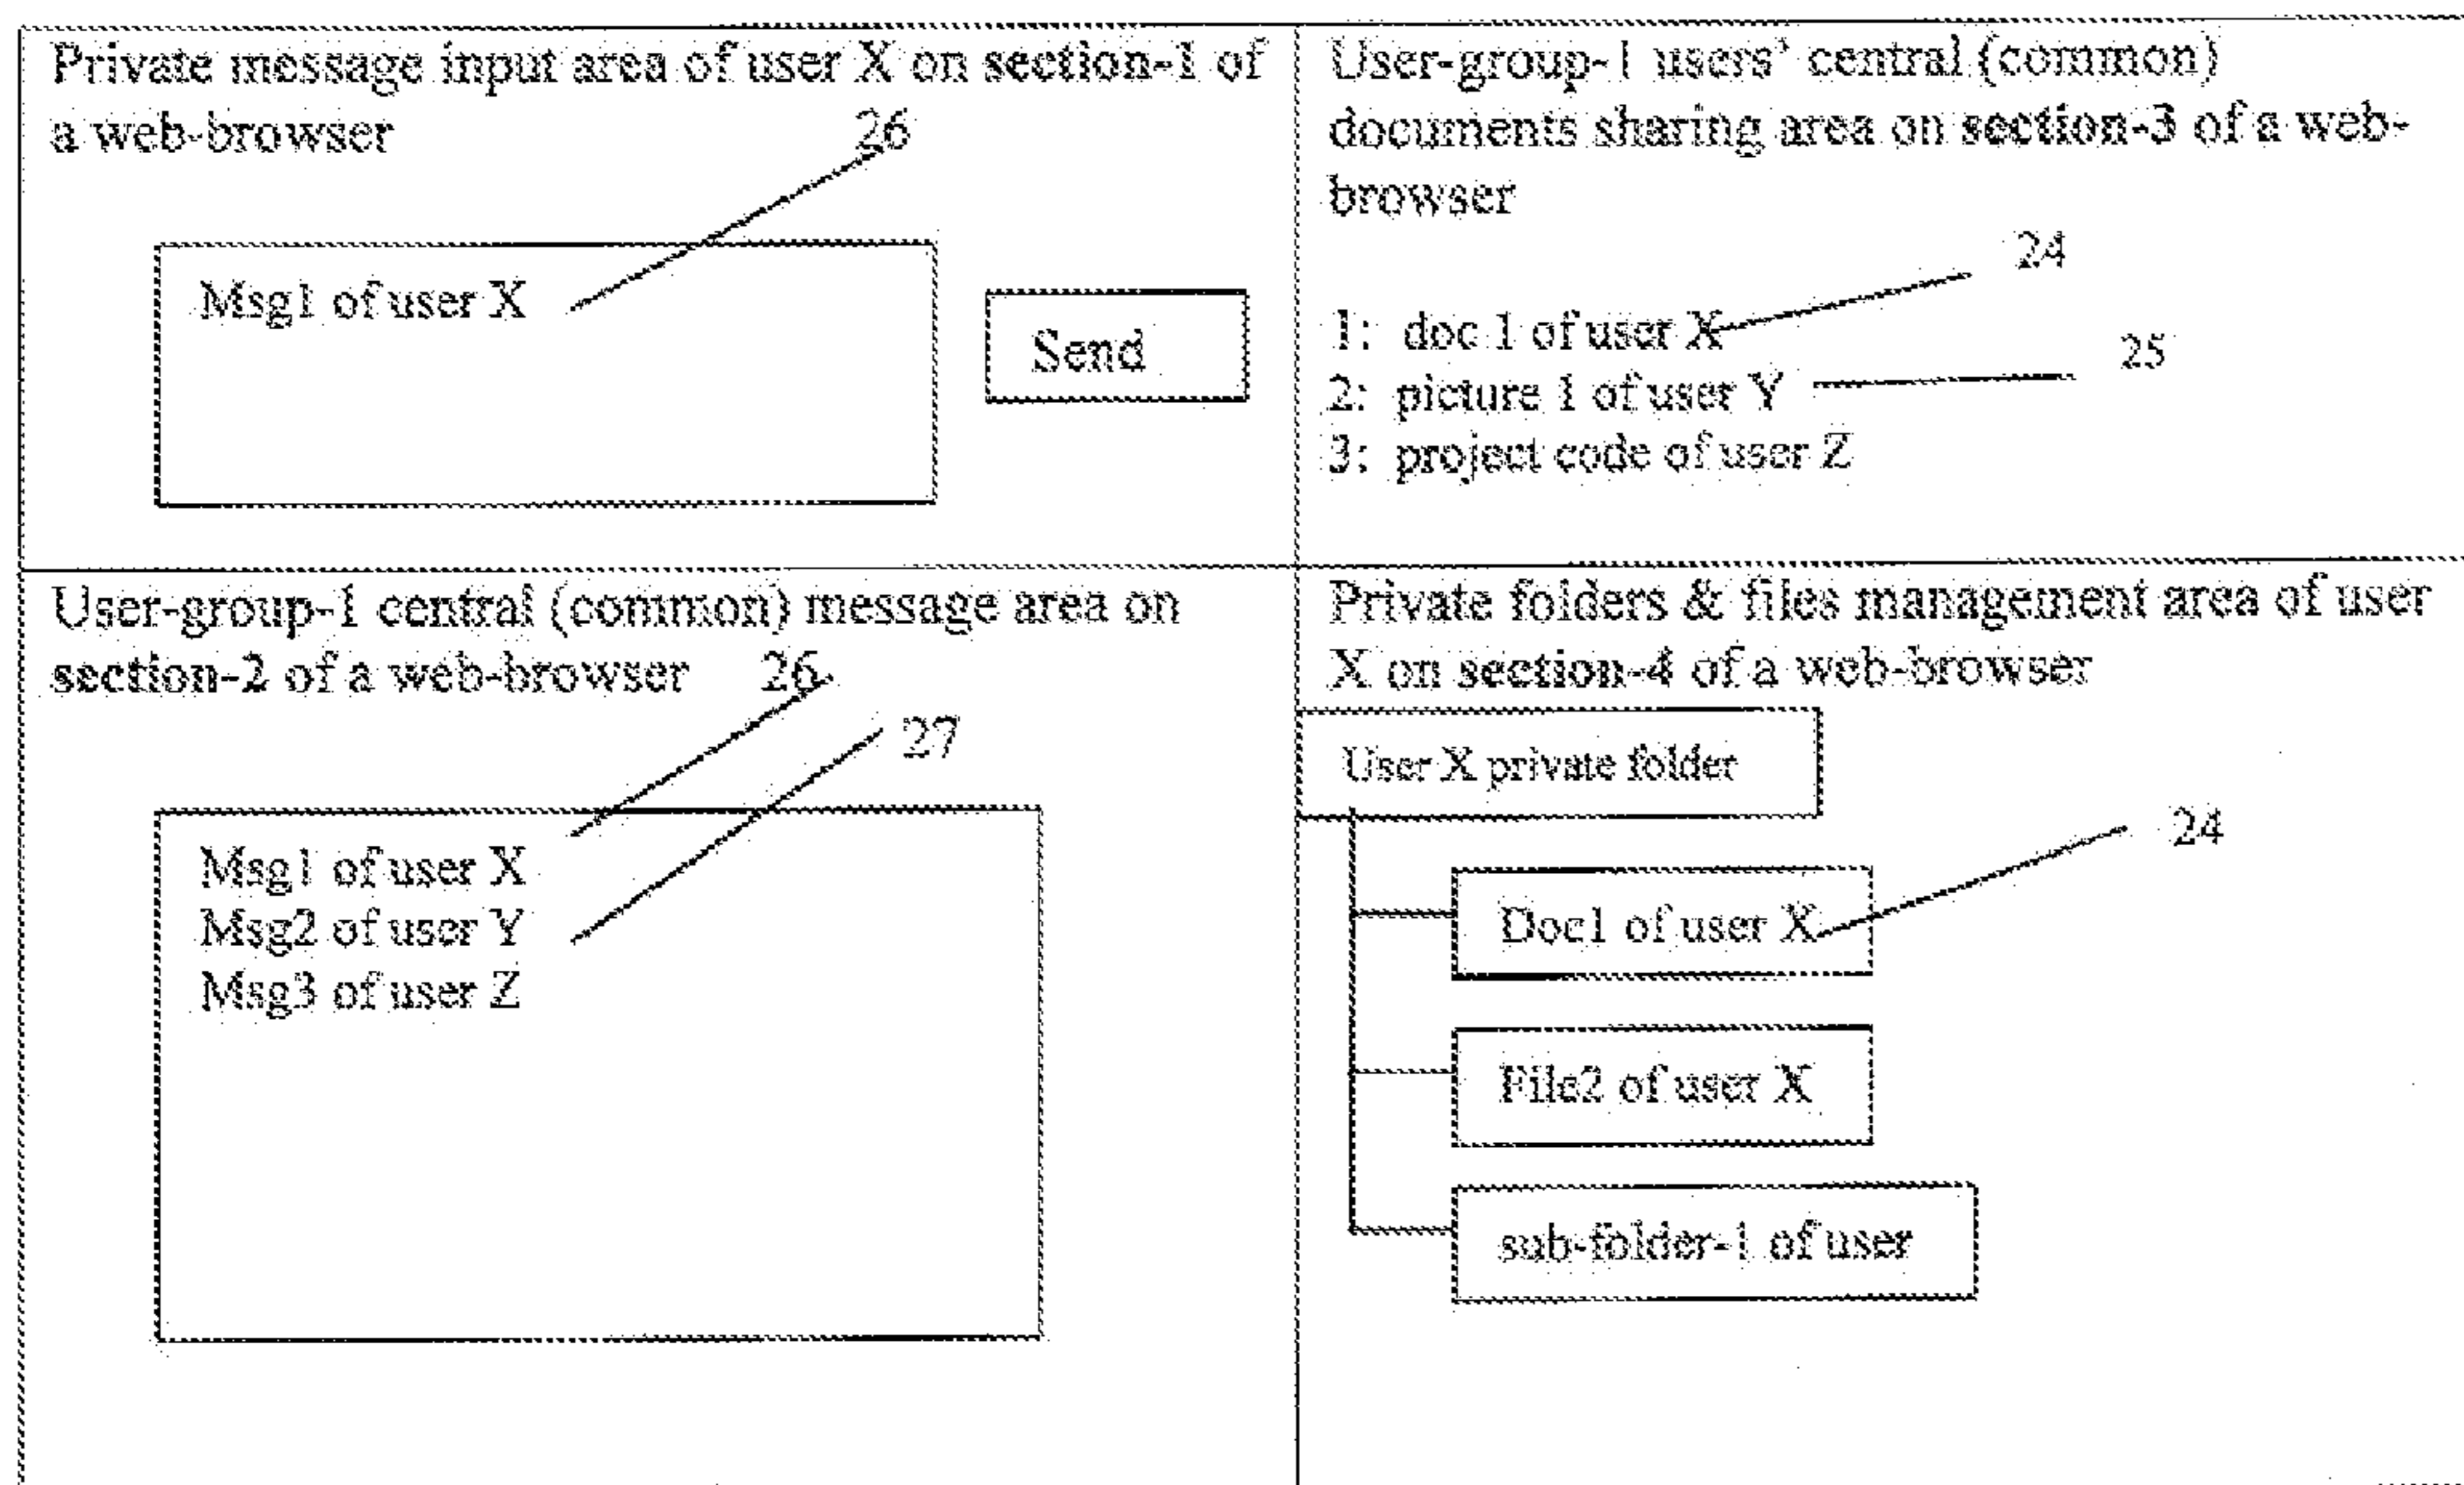 Private message input area of user X on section-1 of
a web-browser
26
Msg1 of user X
Send
User-group-1 users' central (common)
documents sharing area on section-3 of a web-
browser
24
1: doc 1 of user X
25
2: picture 1 of user Y
3: project code of user Z
User-group-1 central (common) message area on
section-2 of a web-browser
26
27
Msg1 of user X
Msg2 of user Y
Msg3 of user Z
Private folders & files management area of user
X on section-4 of a web-browser
User X private folder
24
Doc1 of user X
File2 of user X
sub-folder-1 of user